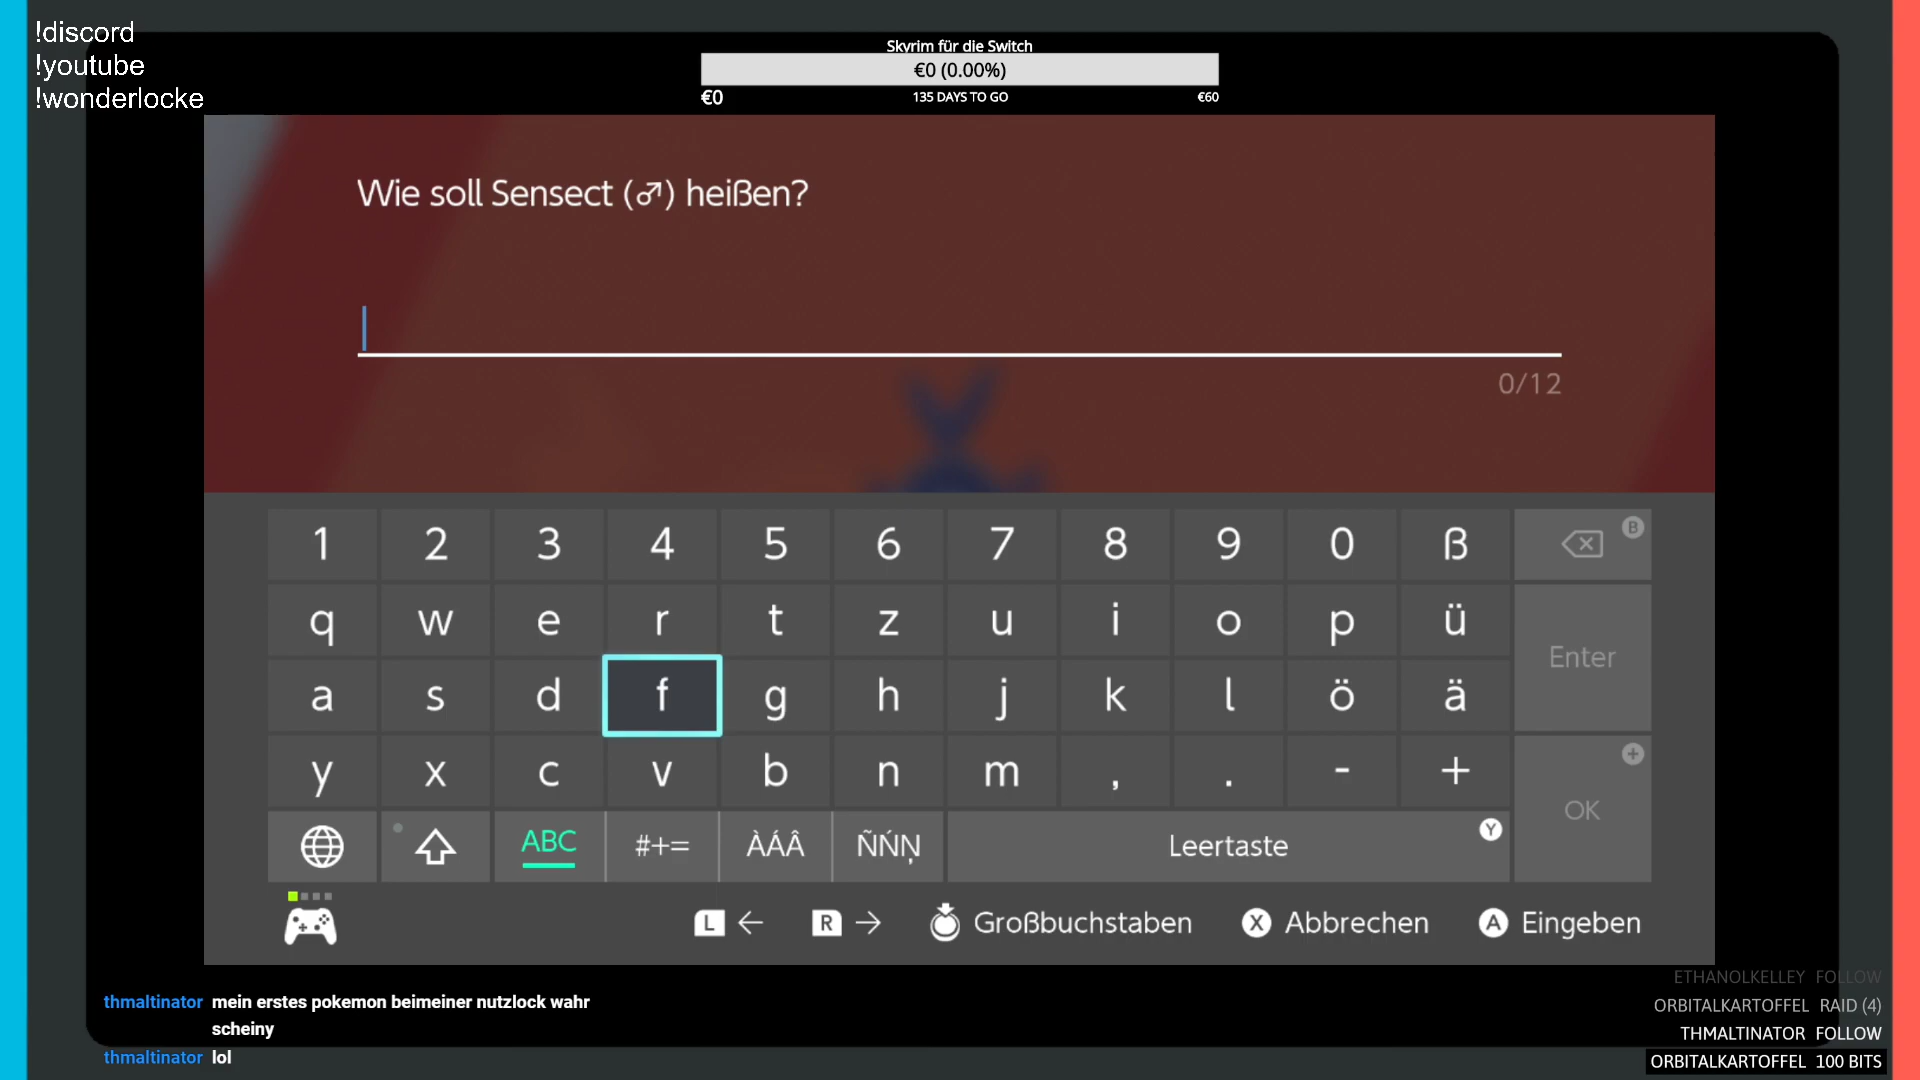 !discord
!youtube
!wonderlocke
Skyrim für die Switch
€0 (0.00%)
€0 135 DAYS TO GO €60
Wie soll Sensect (♂) heißen?
0/12
1 2 3 4 5 6 7 8 9 0 ß B
q w e r t z u i o p ü Enter
a s d f g h j k l ö ä
y x c v b n m , . - + OK
ABC #+= ÀÁÂ ÑŃŅ Leertaste Y
L ← R → Großbuchstaben X Abbrechen A Eingeben
ETHANOLKELLEY FOLLOW
ORBITALKARTOFFEL RAID (4)
THMALTINATOR FOLLOW
ORBITALKARTOFFEL 100 BITS
thmaltinator mein erstes pokemon beimeiner nutzlock wahr
scheiny
thmaltinator lol